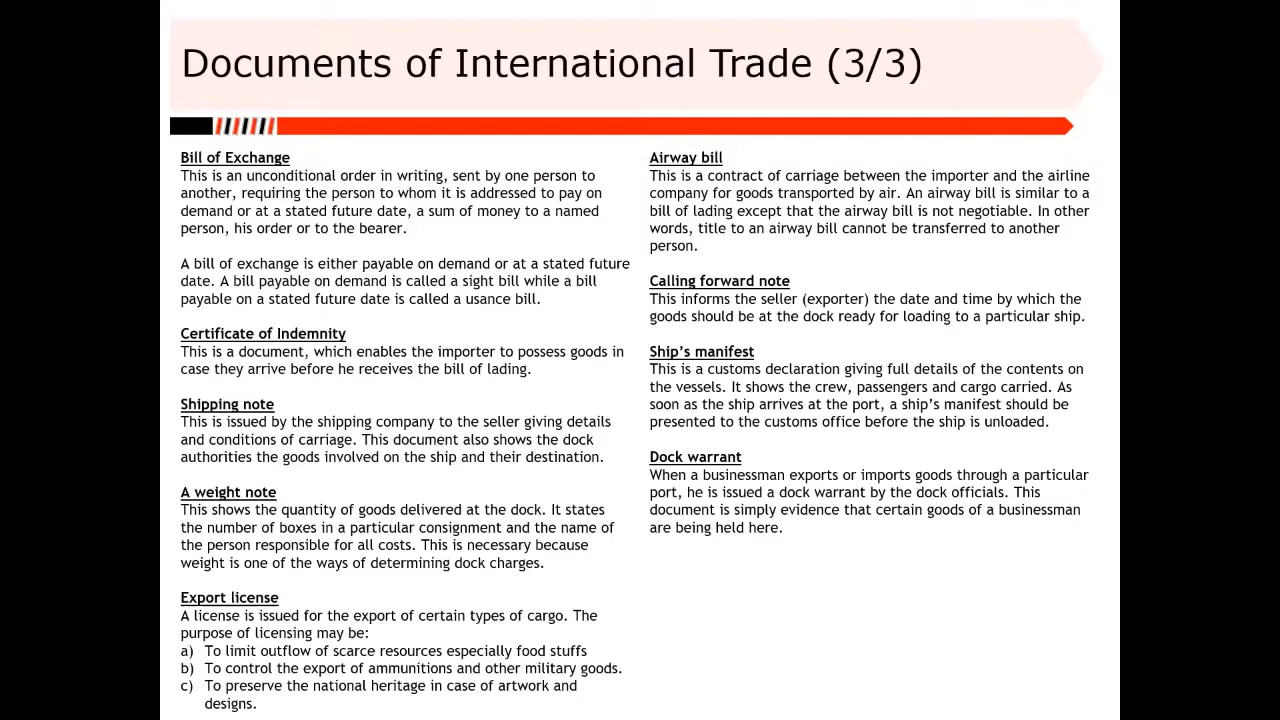 Documents of International Trade (3/3)
Bill of Exchange
This is an unconditional order in writing, sent by one person to
another, requiring the person to whom it is addressed to pay on
demand or at a stated future date, a sum of money to a named
person, his order or to the bearer.
A bill of exchange is either payable on demand or at a stated future
date. A bill payable on demand is called a sight bill while a bill
payable on a stated future date is called a usance bill.
Certificate of Indemnity
This is a document, which enables the importer to possess goods in
case they arrive before he receives the bill of lading.
Shipping note
This is issued by the shipping company to the seller giving details
and conditions of carriage. This document also shows the dock
authorities the goods involved on the ship and their destination.
A weight note
This shows the quantity of goods delivered at the dock. It states
the number of boxes in a particular consignment and the name of
the person responsible for all costs. This is necessary because
weight is one of the ways of determining dock charges.
Export license
A license is issued for the export of certain types of cargo. The
purpose of licensing may be:
a) To limit outflow of scarce resources especially food stuffs
b) To control the export of ammunitions and other military goods.
c) To preserve the national heritage in case of artwork and
designs.
Airway bill
This is a contract of carriage between the importer and the airline
company for goods transported by air. An airway bill is similar to a
bill of lading except that the airway bill is not negotiable. In other
words, title to an airway bill cannot be transferred to another
person.
Calling forward note
This informs the seller (exporter) the date and time by which the
goods should be at the dock ready for loading to a particular ship.
Ship's manifest
This is a customs declaration giving full details of the contents on
the vessels. It shows the crew, passengers and cargo carried. As
soon as the ship arrives at the port, a ship's manifest should be
presented to the customs office before the ship is unloaded.
Dock warrant
When a businessman exports or imports goods through a particular
port, he is issued a dock warrant by the dock officials. This
document is simply evidence that certain goods of a businessman
are being held here.